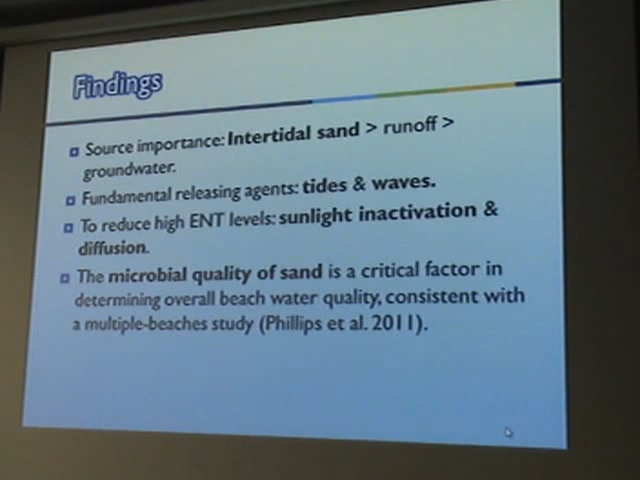 Findings
Source importance: Intertidal sand > runoff >
groundwater.
Fundamental releasing agents: tides & waves.
To reduce high ENT levels: sunlight inactivation &
diffusion.
The microbial quality of sand is a critical factor in
determining overall beach water quality, consistent with
a multiple-beaches study (Phillips et al. 2011).